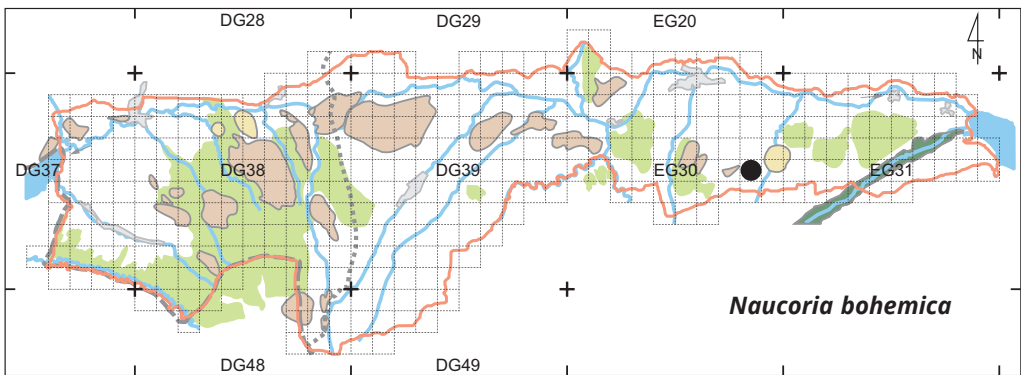 DG28 DG29 EG20
N
DG37 DG38 DG39 EG30 EG31
Naucoria bohemica
DG48 DG49